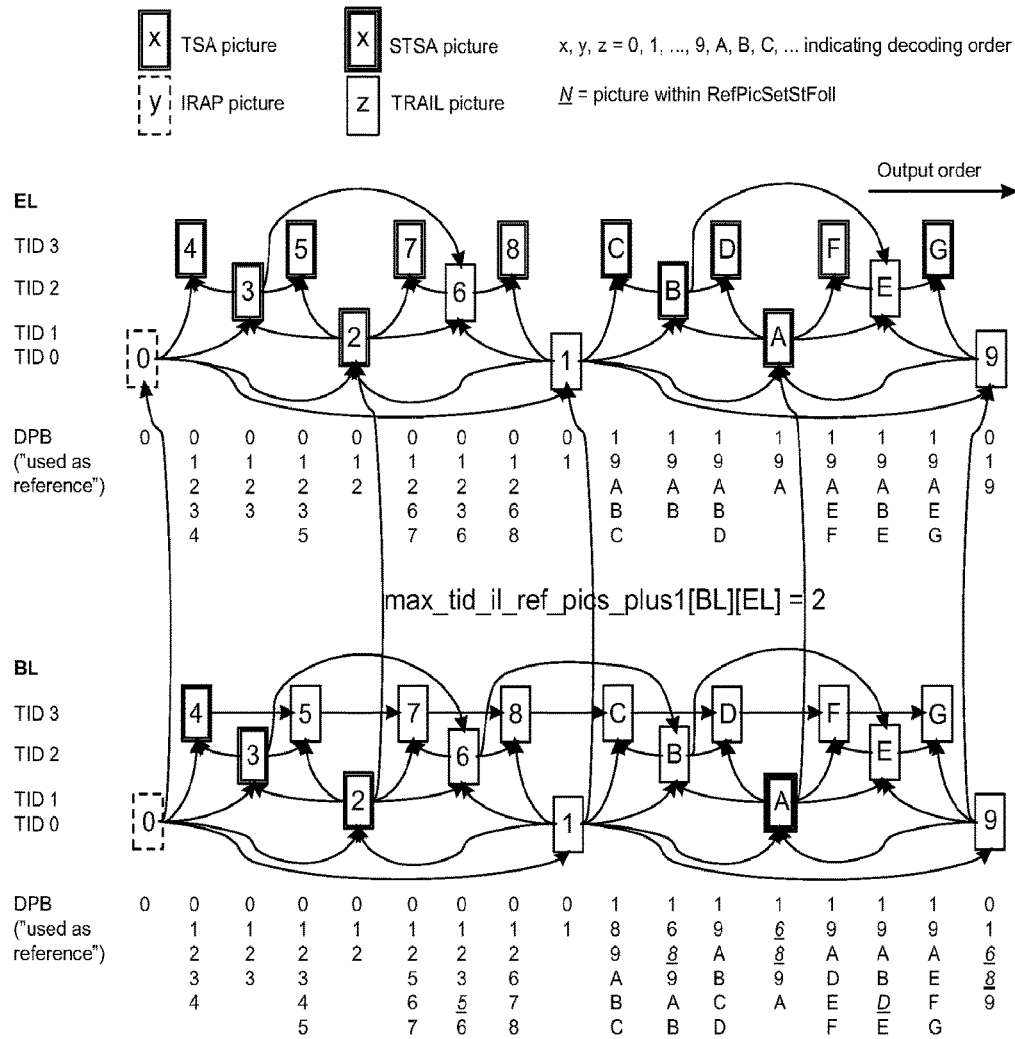 x TSA picture
x STSA picture
x, y, z = 0, 1, ..., 9, A, B, C, ... indicating decoding order
y IRAP picture
z TRAIL picture
N = picture within RefPicSetStFoll
Output order
EL
TID 3 4 5 7 8 C D F G
TID 2 3 6 B E
TID 1 2 A
TID 0 0 1 9
DPB 0 0 0 0 0 0 0 0 0 1 1 1 1 1 1 1 0
("used as 1 1 1 1 1 1 1 1 9 9 9 9 9 9 9 1
reference") 2 2 2 2 2 2 2 A A A A A A A 9
3 3 3 6 3 6 B B B E B E
4 5 7 6 8 C D F E G
max_tid_il_ref_pics_plus1[BL][EL] = 2
BL
TID 3 4 5 7 8 C D F G
TID 2 3 6 B E
TID 1 2 A
TID 0 0 1 9
DPB 0 0 0 0 0 0 0 0 0 1 1 1 1 1 1 1 0
("used as 1 1 1 1 1 1 1 1 8 6 9 6 9 9 9 1
reference") 2 2 2 2 2 2 2 9 8 A 8 A A A 6
3 3 3 5 3 6 A 9 B 9 D B E 8
4 4 6 5 7 B A C A E D F 9
5 7 6 8 C B D F E G